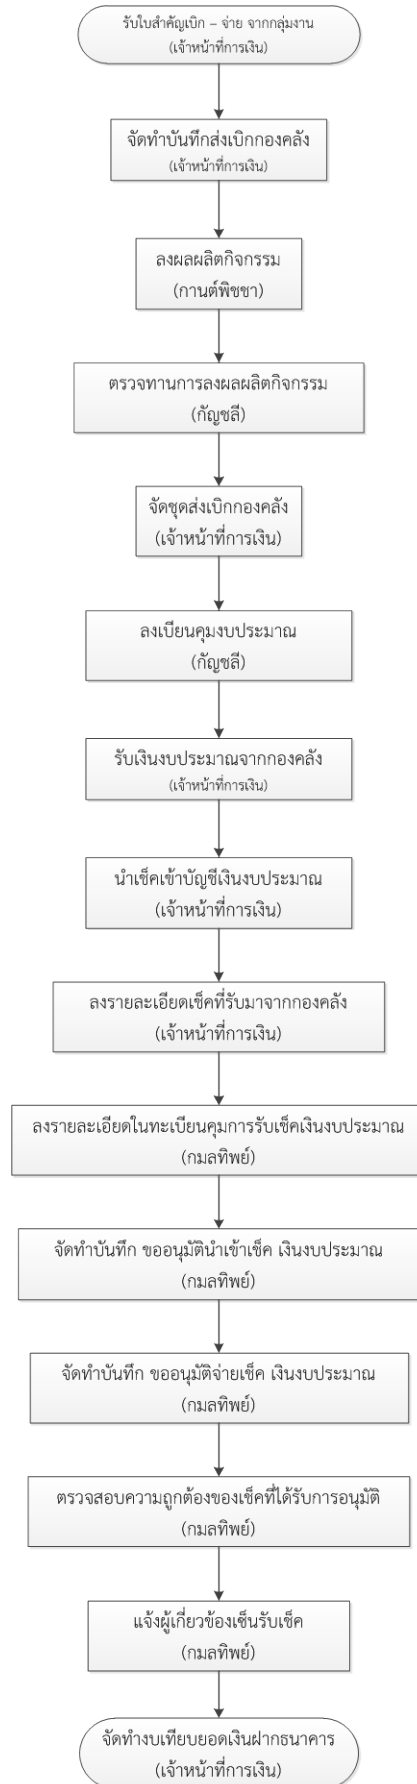 รับใบสำคัญเบิก – จ่าย จากกลุ่มงาน
(เจ้าหน้าที่การเงิน)
จัดทำบันทึกส่งเบิกกองคลัง
(เจ้าหน้าที่การเงิน)
ลงผลผลิตกิจกรรม
(กานต์พิชชา)
ตรวจทานการลงผลผลิตกิจกรรม
(กัญชลี)
จัดชุดส่งเบิกกองคลัง
(เจ้าหน้าที่การเงิน)
ลงเบียนคุมงบประมาณ
(กัญชลี)
รับเงินงบประมาณจากกองคลัง
(เจ้าหน้าที่การเงิน)
นำเช็คเข้าบัญชีเงินงบประมาณ
(เจ้าหน้าที่การเงิน)
ลงรายละเอียดเช็คที่รับมาจากกองคลัง
(เจ้าหน้าที่การเงิน)
ลงรายละเอียดในทะเบียนคุมการรับเช็คเงินงบประมาณ
(กมลทิพย์)
จัดทำบันทึก ขออนุมัตินำเข้าเช็ค เงินงบประมาณ
(กมลทิพย์)
จัดทำบันทึก ขออนุมัติจ่ายเช็ค เงินงบประมาณ
(กมลทิพย์)
ตรวจสอบความถูกต้องของเช็คที่ได้รับการอนุมัติ
(กมลทิพย์)
แจ้งผู้เกี่ยวข้องเซ็นรับเช็ค
(กมลทิพย์)
จัดทำงบเทียบยอดเงินฝากธนาคาร
(เจ้าหน้าที่การเงิน)